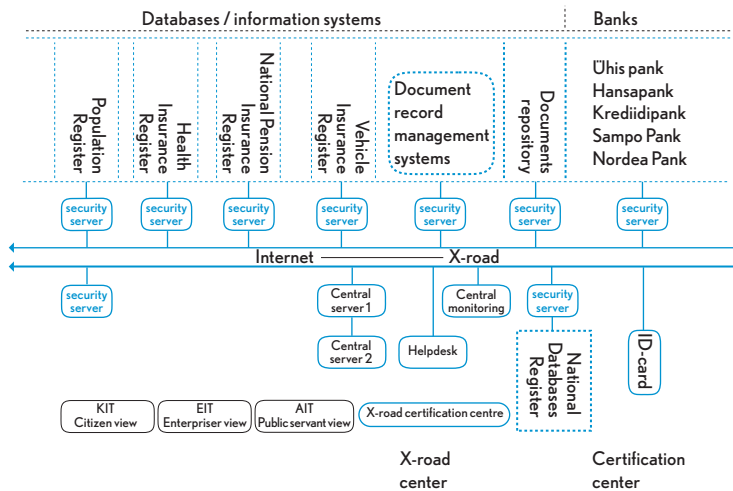 Databases / information systems
Banks
Population
Register
Health
Insurance
Register
National Pension
Insurance
Register
Vehicle
Insurance
Register
Document
record
management
systems
Documents
repository
Ühis pank
Hansapank
Krediidipank
Sampo Pank
Nordea Pank
security
server
security
server
security
server
security
server
security
server
security
server
security
server
Internet
X-road
security
server
Central
server 1
Central
monitoring
security
server
Central
server 2
Helpdesk
National
Databases
Register
ID-card
KIT
Citizen view
EIT
Enterpriser view
AIT
Public servant view
X-road certification centre
X-road
center
Certification
center